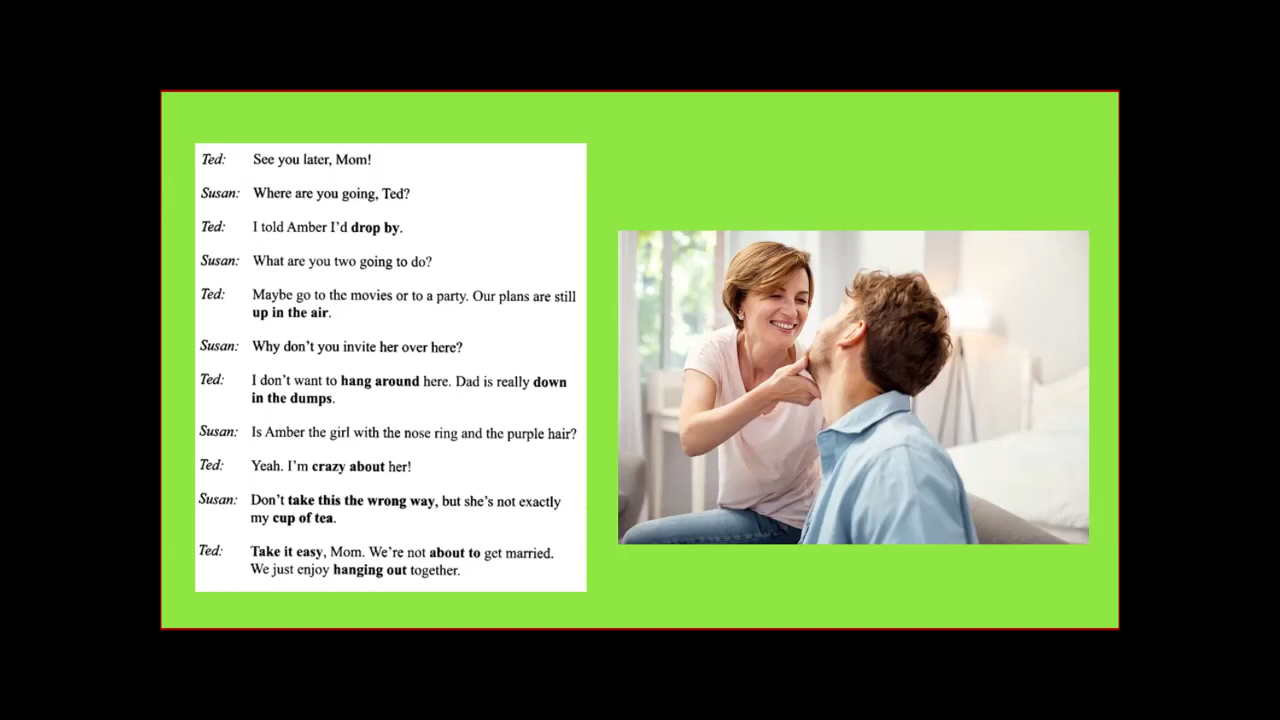 Ted: See you later, Mom!
Susan: Where are you going, Ted?
Ted: I told Amber I'd drop by.
Susan: What are you two going to do?
Ted: Maybe go to the movies or to a party. Our plans are still
up in the air.
Susan: Why don't you invite her over here?
Ted: I don't want to hang around here. Dad is really down
in the dumps.
Susan: Is Amber the girl with the nose ring and the purple hair?
Ted: Yeah. I'm crazy about her!
Susan: Don't take this the wrong way, but she's not exactly
my cup of tea.
Ted: Take it easy, Mom. We're not about to get married.
We just enjoy hanging out together.